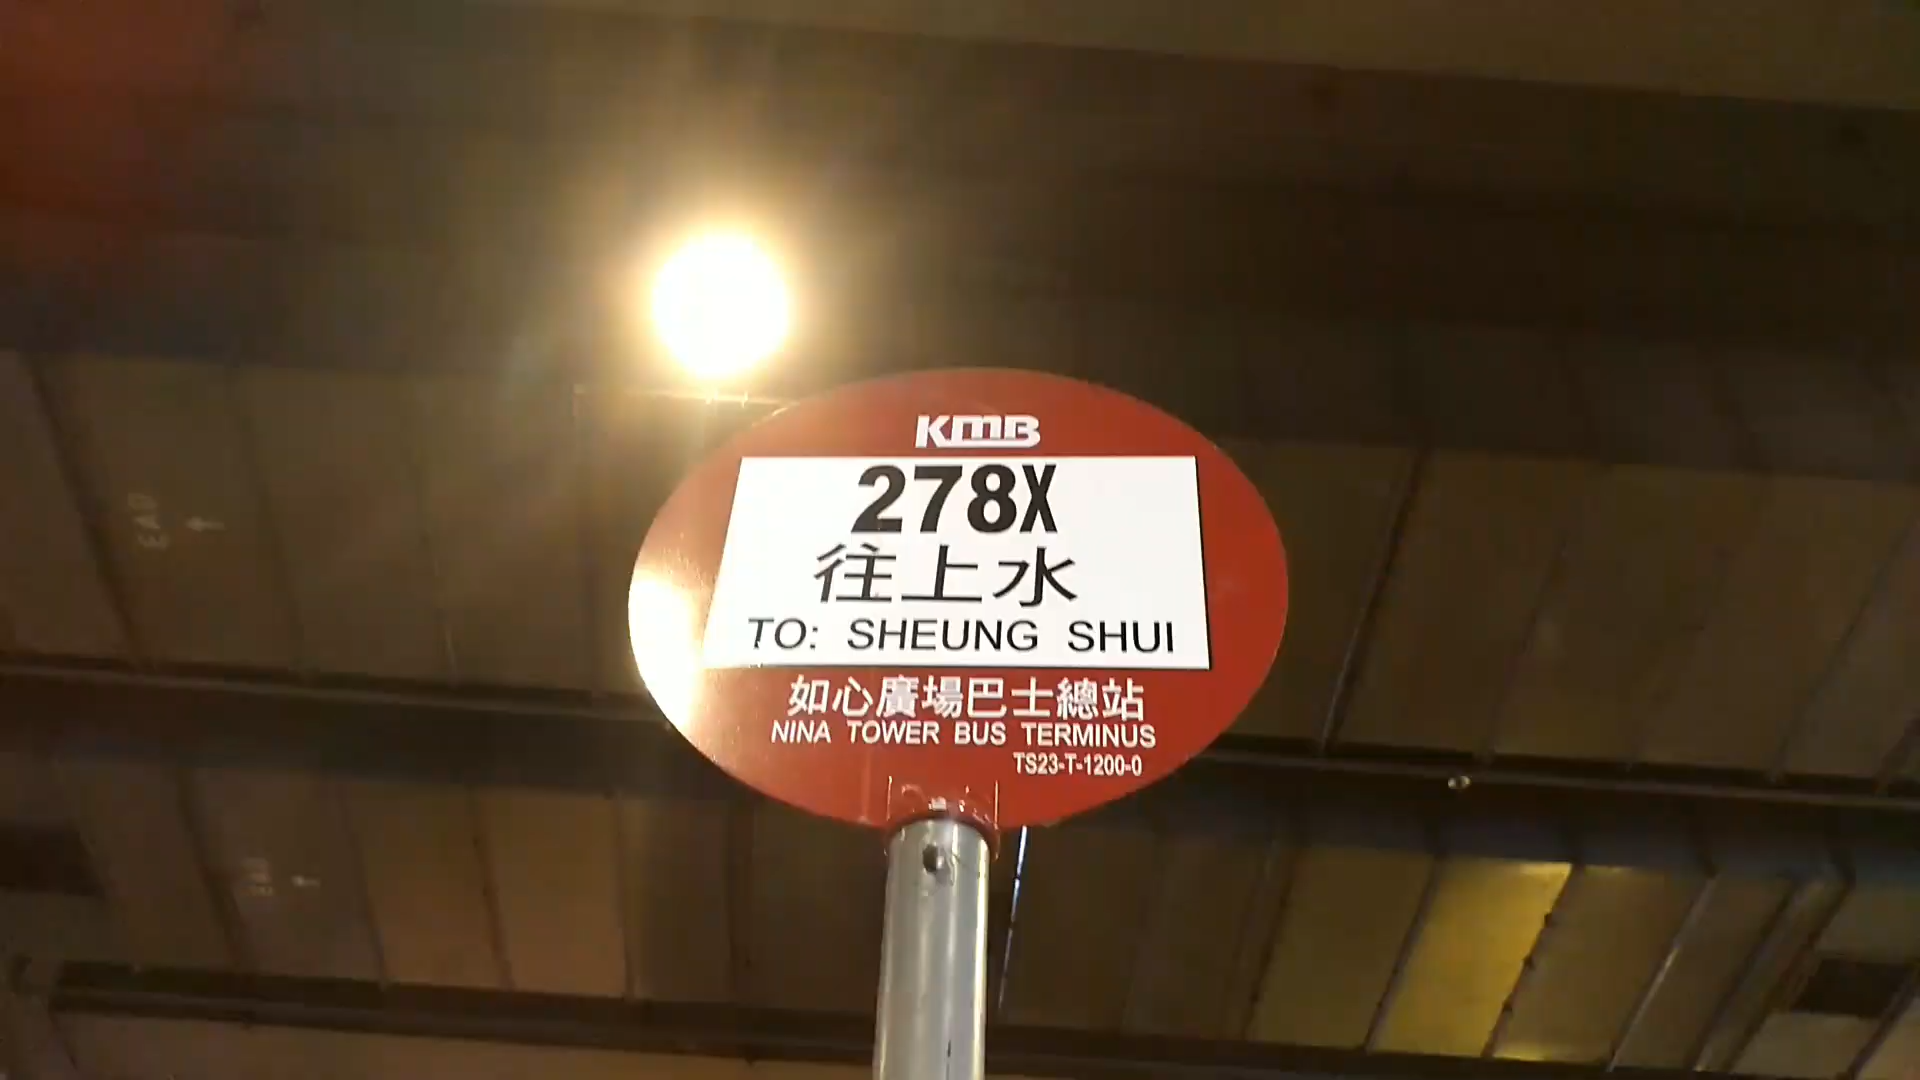 KMB
278X
往上水
TO: SHEUNG SHUI
如心廣場巴士總站
NINA TOWER BUS TERMINUS
TS23-T-1200-0